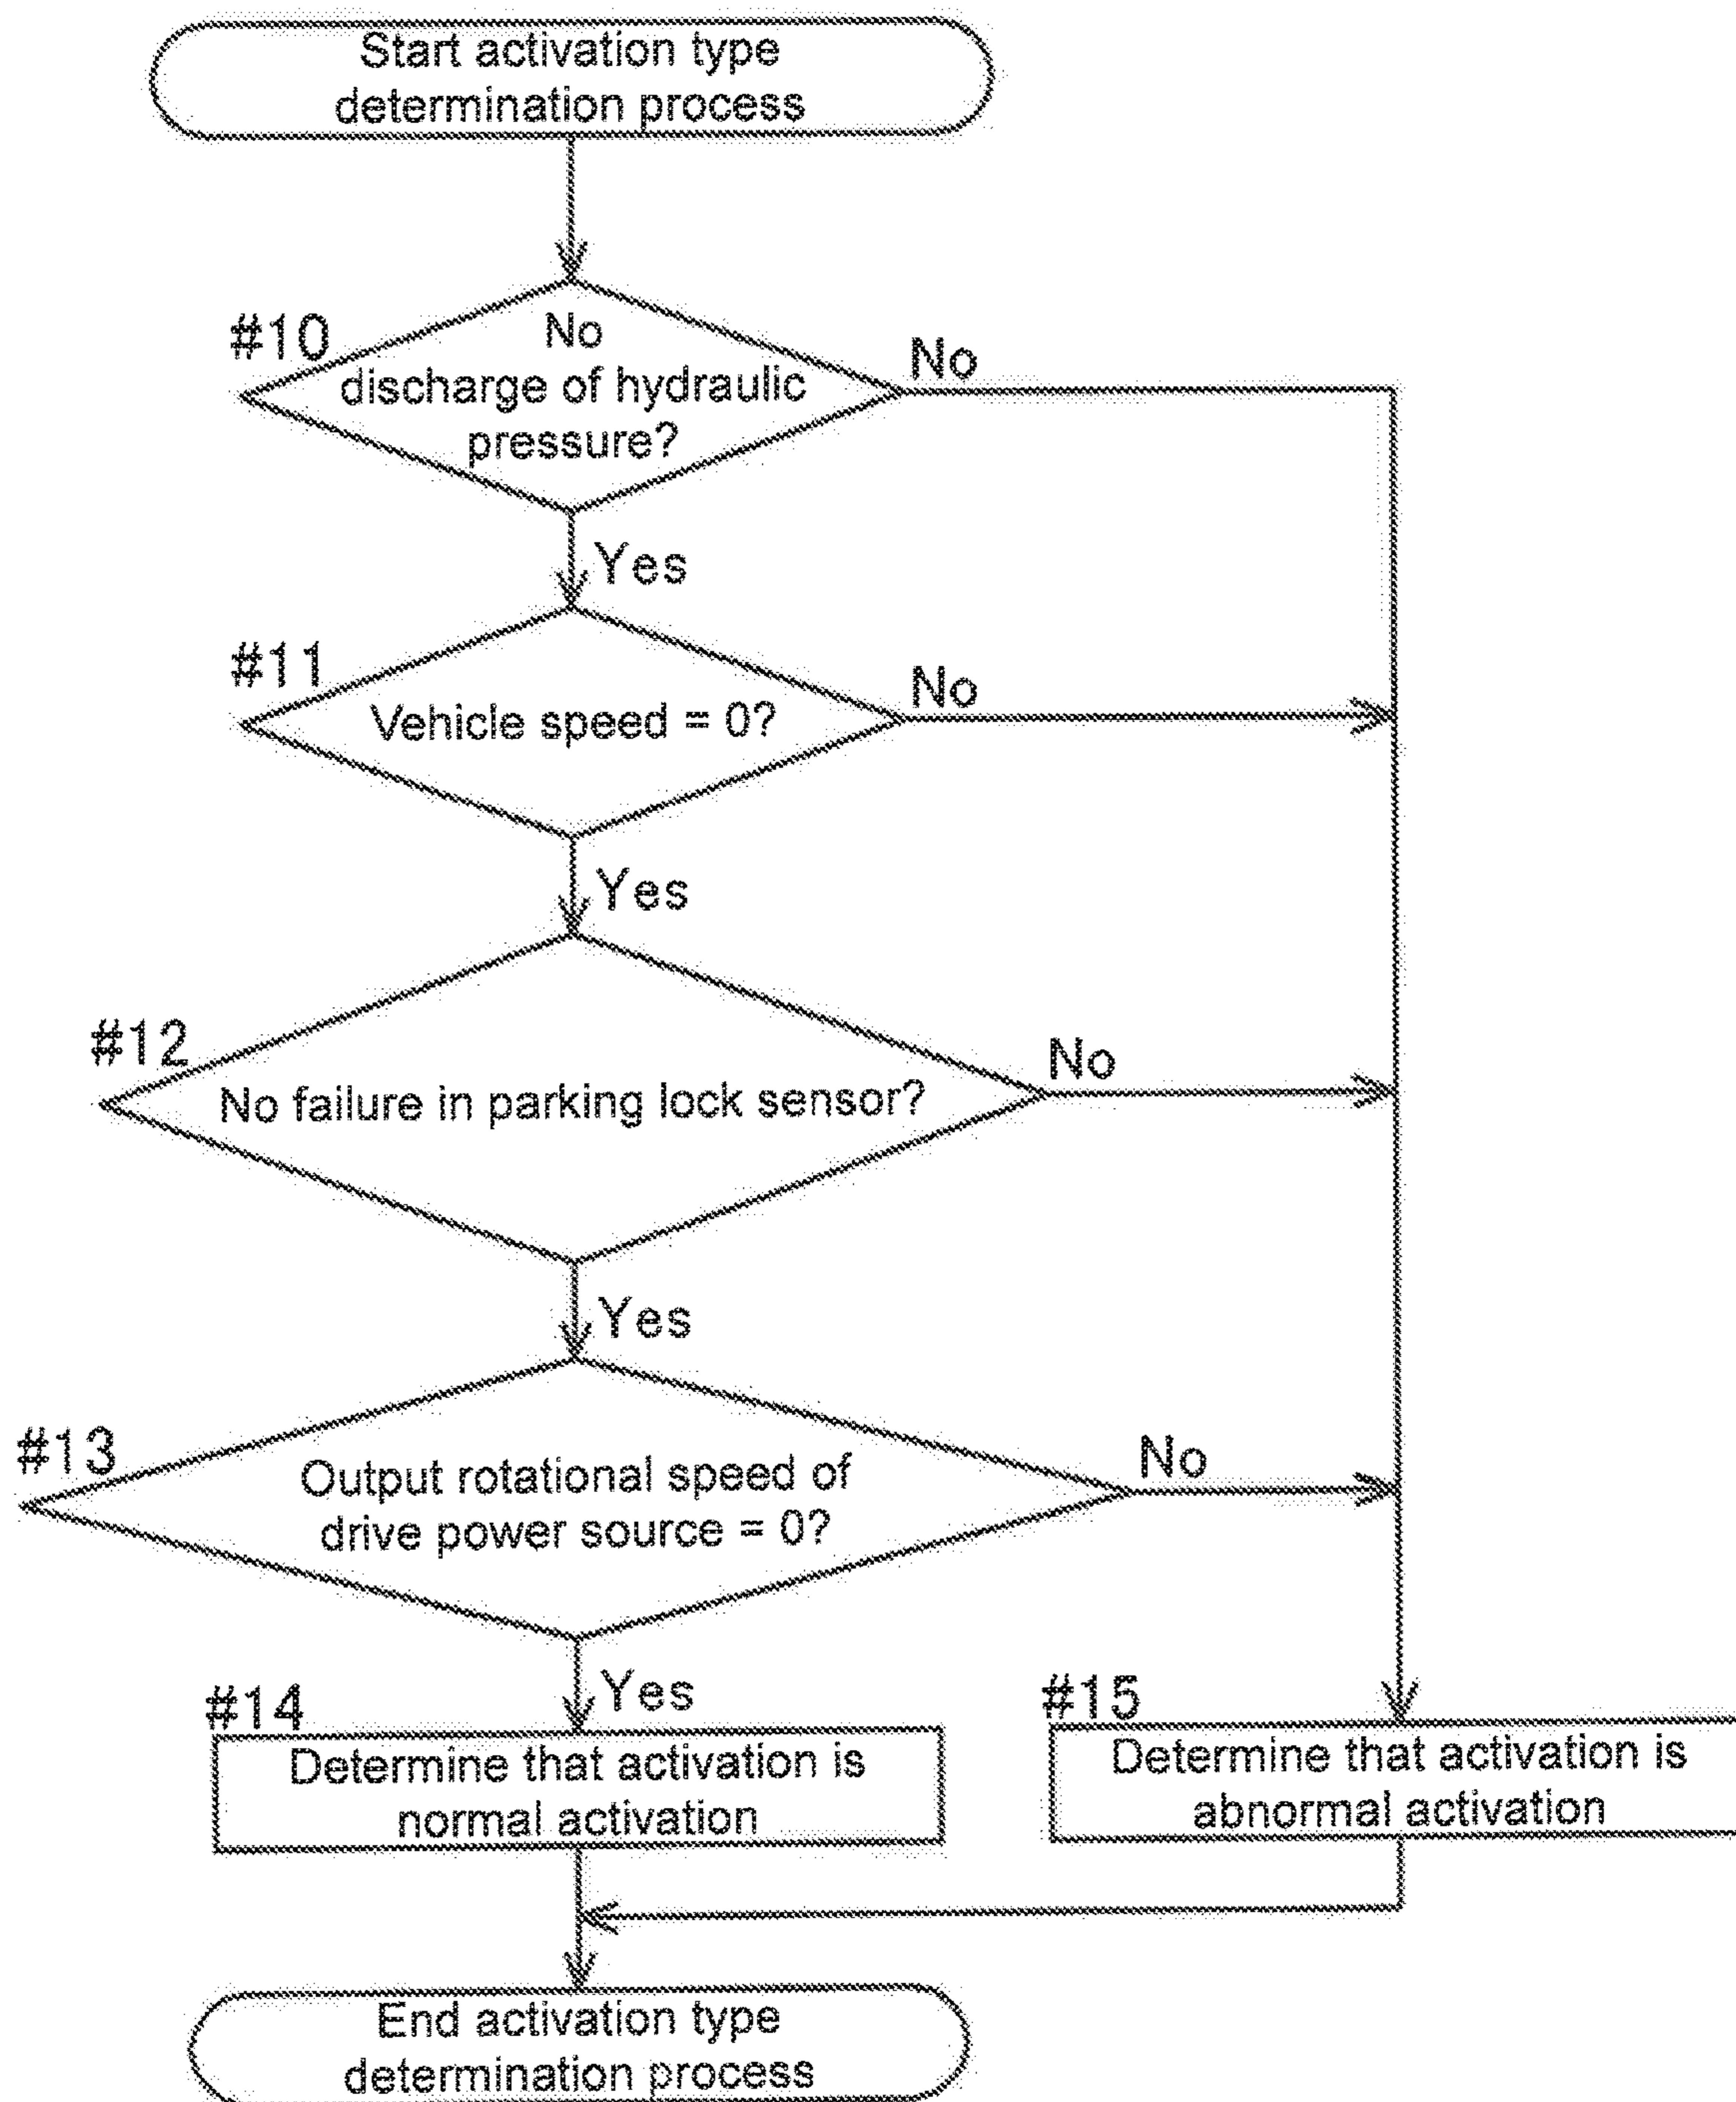 Start activation type
determination process
#10
No
discharge of hydraulic
pressure?
No
Yes
#11
Vehicle speed = 0?
No
Yes
#12
No failure in parking lock sensor?
No
Yes
#13
Output rotational speed of
drive power source = 0?
No
Yes
#14
Determine that activation is
normal activation
#15
Determine that activation is
abnormal activation
End activation type
determination process